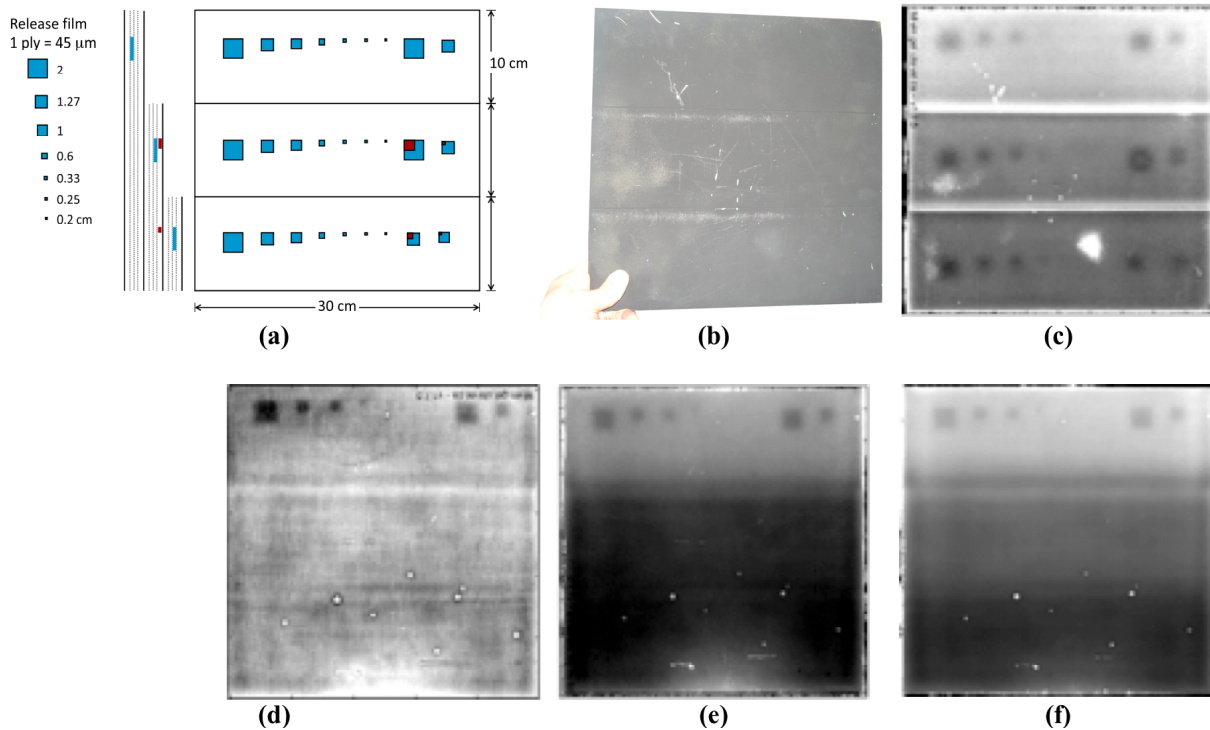 Release film
1 ply = 45 μm
2
1.27
1
0.6
0.33
0.25
0.2 cm
10 cm
30 cm
(a)
(b)
(c)
(d)
(e)
(f)